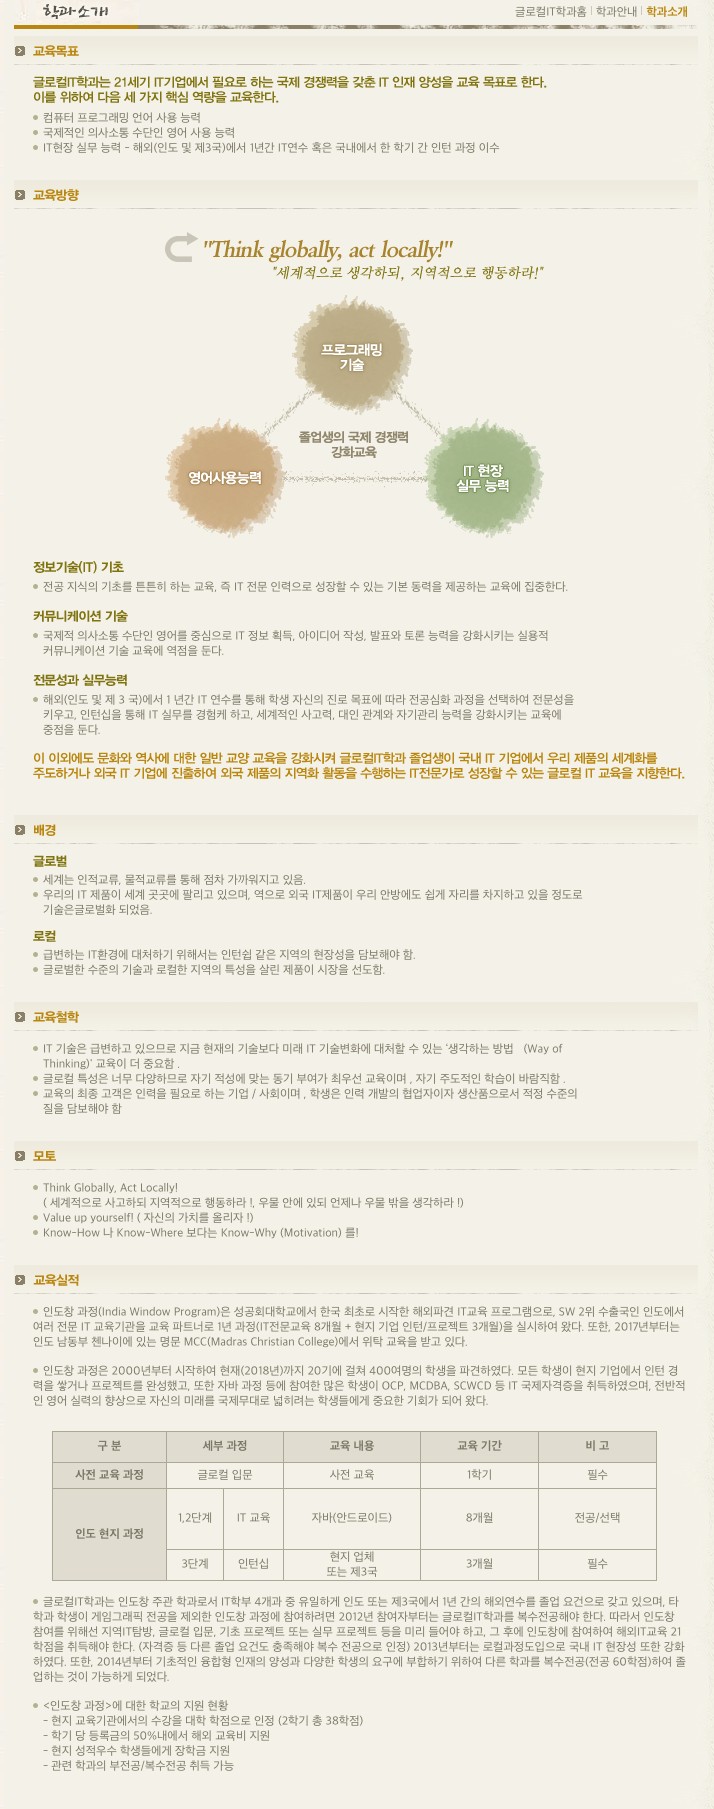 학과소개
글로컬IT학과홈 | 학과안내 | 학과소개
교육목표
글로컬IT학과는 21세기 IT기업에서 필요로 하는 국제 경쟁력을 갖춘 IT 인재 양성을 교육 목표로 한다.
이를 위하여 다음 세 가지 핵심 역량을 교육한다.
컴퓨터 프로그래밍 언어 사용 능력
국제적인 의사소통 수단인 영어 사용 능력
IT현장 실무 능력 - 해외(인도 및 제3국)에서 1년간 IT연수 혹은 국내에서 한 학기 간 인턴 과정 이수
교육방향
"Think globally, act locally!"
"세계적으로 생각하되, 지역적으로 행동하라!"
프로그래밍
기술
졸업생의 국제 경쟁력
강화교육
영어사용능력
IT 현장
실무 능력
정보기술(IT) 기초
전공 지식의 기초를 튼튼히 하는 교육, 즉 IT 전문 인력으로 성장할 수 있는 기본 동력을 제공하는 교육에 집중한다.
커뮤니케이션 기술
국제적 의사소통 수단인 영어를 중심으로 IT 정보 획득, 아이디어 작성, 발표와 토론 능력을 강화시키는 실용적
커뮤니케이션 기술 교육에 역점을 둔다.
전문성과 실무능력
해외(인도 및 제 3 국)에서 1 년간 IT 연수를 통해 학생 자신의 진로 목표에 따라 전공심화 과정을 선택하여 전문성을
키우고, 인턴십을 통해 IT 실무를 경험케 하고, 세계적인 사고력, 대인 관계와 자기관리 능력을 강화시키는 교육에
중점을 둔다.
이 이외에도 문화와 역사에 대한 일반 교양 교육을 강화시켜 글로컬IT학과 졸업생이 국내 IT 기업에서 우리 제품의 세계화를
주도하거나 외국 IT 기업에 진출하여 외국 제품의 지역화 활동을 수행하는 IT전문가로 성장할 수 있는 글로컬 IT 교육을 지향한다.
배경
글로벌
세계는 인적교류, 물적교류를 통해 점차 가까워지고 있음.
우리의 IT 제품이 세계 곳곳에 팔리고 있으며, 역으로 외국 IT제품이 우리 안방에도 쉽게 자리를 차지하고 있을 정도로
기술은글로벌화 되었음.
로컬
급변하는 IT환경에 대처하기 위해서는 인턴쉽 같은 지역의 현장성을 담보해야 함.
글로벌한 수준의 기술과 로컬한 지역의 특성을 살린 제품이 시장을 선도함.
교육철학
IT 기술은 급변하고 있으므로 지금 현재의 기술보다 미래 IT 기술변화에 대처할 수 있는 '생각하는 방법 (Way of
Thinking)' 교육이 더 중요함 .
글로컬 특성은 너무 다양하므로 자기 적성에 맞는 동기 부여가 최우선 교육이며 , 자기 주도적인 학습이 바람직함 .
교육의 최종 고객은 인력을 필요로 하는 기업 / 사회이며 , 학생은 인력 개발의 협업자이자 생산품으로서 적정 수준의
질을 담보해야 함
모토
Think Globally, Act Locally!
( 세계적으로 사고하되 지역적으로 행동하라 !, 우물 안에 있되 언제나 우물 밖을 생각하라 !)
Value up yourself! ( 자신의 가치를 올리자 !)
Know-How 나 Know-Where 보다는 Know-Why (Motivation) 를!
교육실적
인도창 과정(India Window Program)은 성공회대학교에서 한국 최초로 시작한 해외파견 IT교육 프로그램으로, SW 2위 수출국인 인도에서
여러 전문 IT 교육기관을 교육 파트너로 1년 과정(IT전문교육 8개월 + 현지 기업 인턴/프로젝트 3개월)을 실시하여 왔다. 또한, 2017년부터는
인도 남동부 첸나이에 있는 명문 MCC(Madras Christian College)에서 위탁 교육을 받고 있다.
인도창 과정은 2000년부터 시작하여 현재(2018년)까지 20기에 걸쳐 400여명의 학생을 파견하였다. 모든 학생이 현지 기업에서 인턴 경
력을 쌓거나 프로젝트를 완성했고, 또한 자바 과정 등에 참여한 많은 학생이 OCP, MCDBA, SCWCD 등 IT 국제자격증을 취득하였으며, 전반적
인 영어 실력의 향상으로 자신의 미래를 국제무대로 넓히려는 학생들에게 중요한 기회가 되어 왔다.
구 분 세부 과정 교육 내용 교육 기간 비 고
사전 교육 과정 글로컬 입문 사전 교육 1학기 필수
인도 현지 과정 1,2단계 IT 교육 자바(안드로이드) 8개월 전공/선택
3단계 인턴십 현지 업체
또는 제3국 3개월 필수
글로컬IT학과는 인도창 주관 학과로서 IT학부 4개과 중 유일하게 인도 또는 제3국에서 1년 간의 해외연수를 졸업 요건으로 갖고 있으며, 타
학과 학생이 게임그래픽 전공을 제외한 인도창 과정에 참여하려면 2012년 참여자부터는 글로컬IT학과를 복수전공해야 한다. 따라서 인도창
참여를 위해선 지역IT탐방, 글로컬 입문, 기초 프로젝트 또는 실무 프로젝트 등을 미리 들어야 하고, 그 후에 인도창에 참여하여 해외IT교육 21
학점을 취득해야 한다. (자격증 등 다른 졸업 요건도 충족해야 복수 전공으로 인정) 2013년부터는 로컬과정도입으로 국내 IT 현장성 또한 강화
하였다. 또한, 2014년부터 기초적인 융합형 인재의 양성과 다양한 학생의 요구에 부합하기 위하여 다른 학과를 복수전공(전공 60학점)하여 졸
업하는 것이 가능하게 되었다.
<인도창 과정>에 대한 학교의 지원 현황
- 현지 교육기관에서의 수강을 대학 학점으로 인정 (2학기 총 38학점)
- 학기 당 등록금의 50%내에서 해외 교육비 지원
- 현지 성적우수 학생들에게 장학금 지원
- 관련 학과의 부전공/복수전공 취득 가능